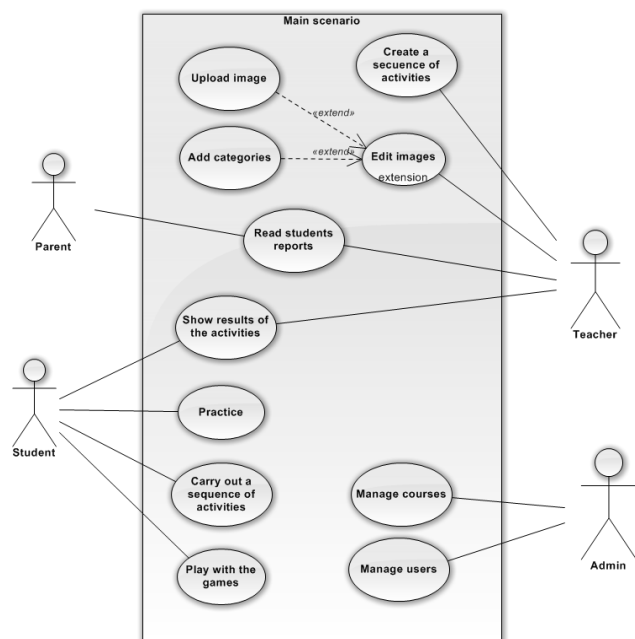 Main scenario
Upload image
Create a
secuence of
activities
«extend»
Add categories
«extend»
Edit images
extension
Parent
Read students
reports
Teacher
Show results of
the activities
Student
Practice
Carry out a
sequence of
activities
Manage courses
Admin
Play with the
games
Manage users